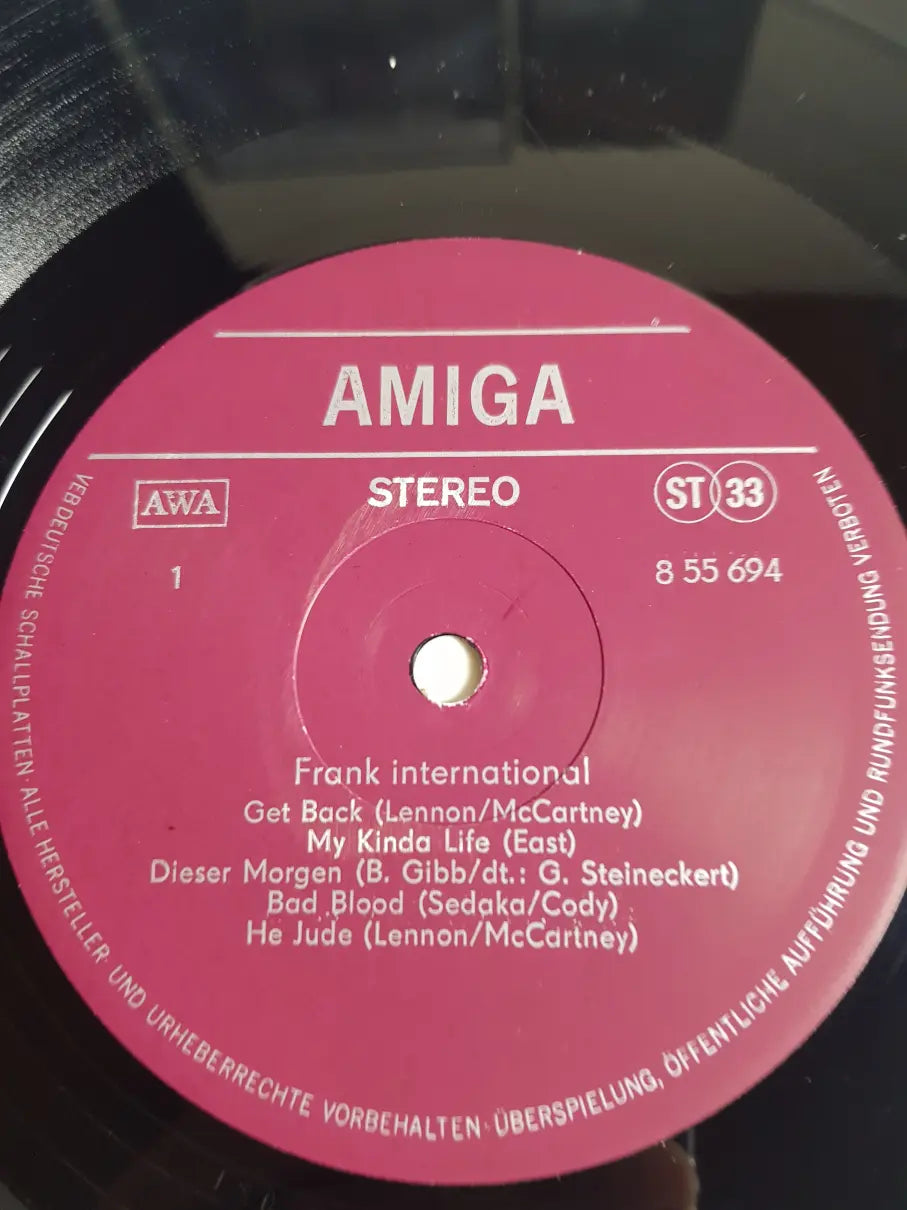 AMIGA
AWA
STEREO
ST 33
1
8 55 694
Frank international
Get Back (Lennon/McCartney)
My Kinda Life (East)
Dieser Morgen (B. Gibb/dt.: G. Steineckert)
Bad Blood (Sedaka/Cody)
He Jude (Lennon/McCartney)
VEB DEUTSCHE SCHALLPLATTEN · ALLE HERSTELLER- UND URHEBERRECHTE VORBEHALTEN · ÜBERSPIELUNG, ÖFFENTLICHE AUFFÜHRUNG UND RUNDFUNKSENDUNG VERBOTEN